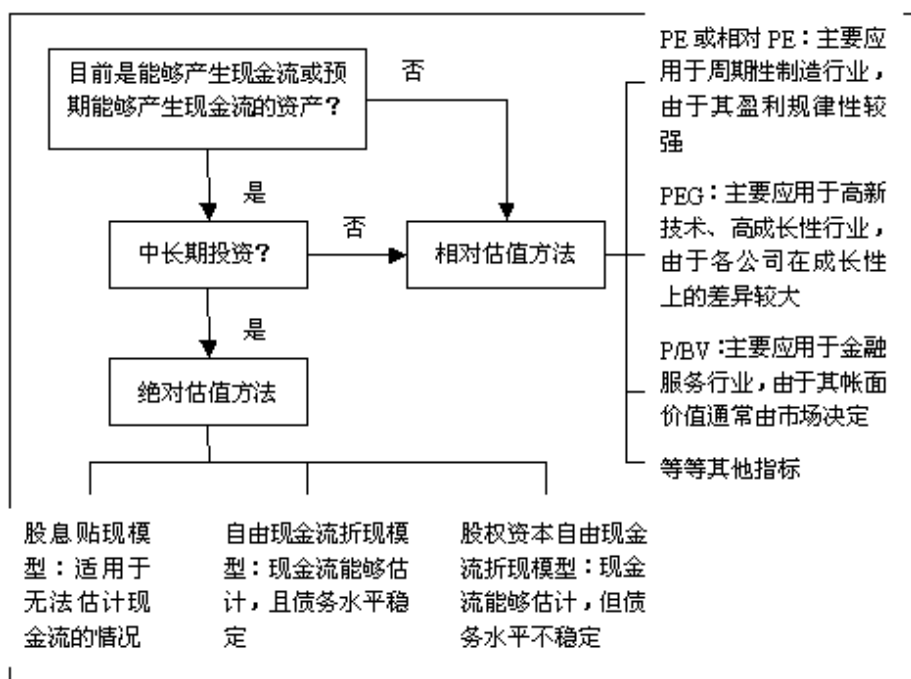 目前是能够产生现金流或预
期能够产生现金流的资产？
否
是
中长期投资？
否
相对估值方法
是
绝对估值方法
PE 或相对 PE：主要应
用于周期性制造行业，
由于其盈利规律性较
强
PEG：主要应用于高新
技术、高成长性行业，
由于各公司在成长性
上的差异较大
P/BV：主要应用于金融
服务行业，由于其帐面
价值通常由市场决定
等等其他指标
股息贴现模
型：适用于
无法估计现
金流的情况
自由现金流折现模
型：现金流能够估
计，且债务水平稳
定
股权资本自由现金
流折现模型：现金
流能够估计，但债
务水平不稳定